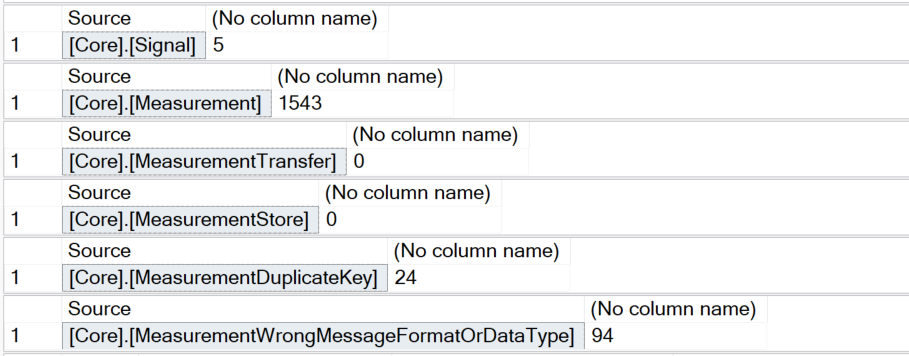 Source (No column name)
1 [Core].[Signal] 5
Source (No column name)
1 [Core].[Measurement] 1543
Source (No column name)
1 [Core].[MeasurementTransfer] 0
Source (No column name)
1 [Core].[MeasurementStore] 0
Source (No column name)
1 [Core].[MeasurementDuplicateKey] 24
Source (No column name)
1 [Core].[MeasurementWrongMessageFormatOrDataType] 94